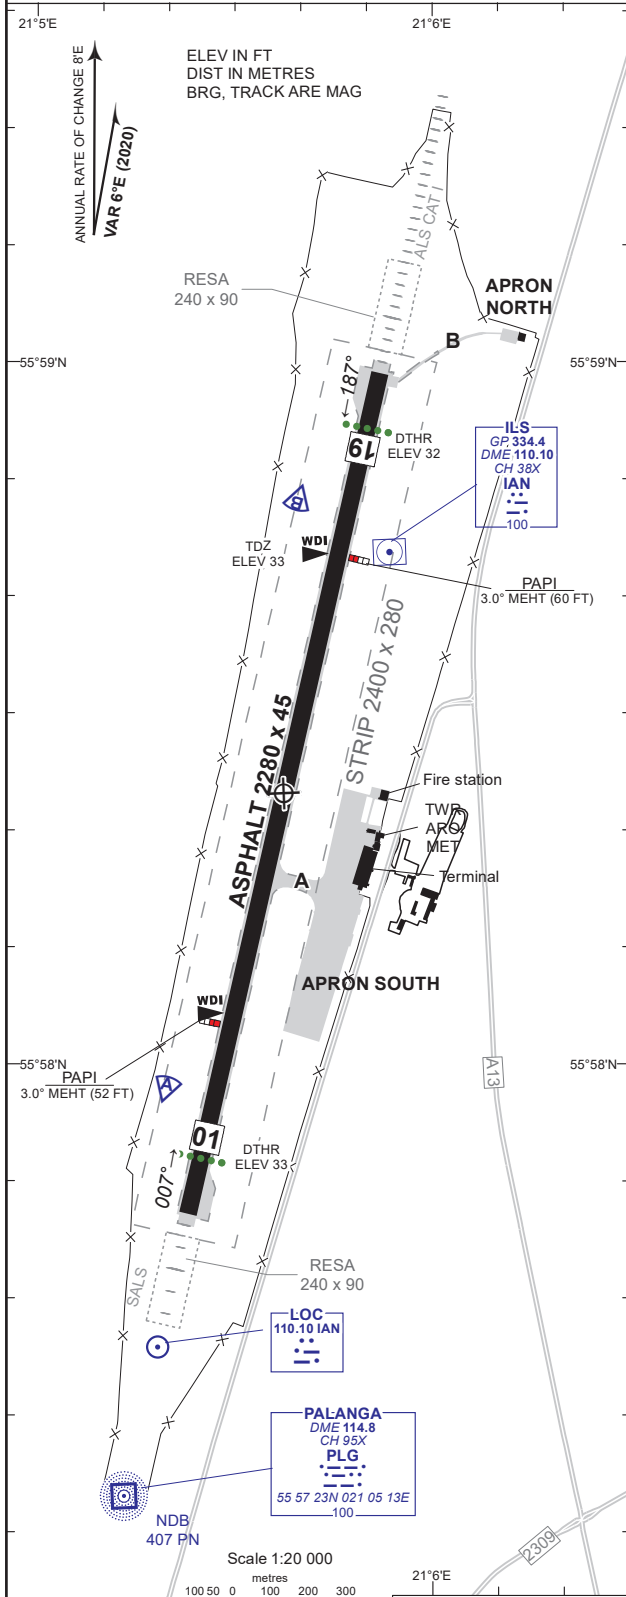 21°5'E
21°6'E
ELEV IN FT
DIST IN METRES
BRG, TRACK ARE MAG
ANNUAL RATE OF CHANGE 8'E
VAR 6°E (2020)
ALS CAT I
RESA
240 x 90
APRON
NORTH
B
55°59'N
55°59'N
187°
19
DTHR
ELEV 32
ILS
GP 334.4
DME 110.10
CH 38X
IAN
100
B
TDZ
ELEV 33
WDI
PAPI
3.0° MEHT (60 FT)
STRIP 2400 x 280
ASPHALT 2280 x 45
Fire station
TWR
ARO
MET
Terminal
A
APRON SOUTH
WDI
55°58'N
55°58'N
PAPI
3.0° MEHT (52 FT)
A
A13
01
DTHR
ELEV 33
007°
RESA
240 x 90
SALS
LOC
110.10 IAN
PALANGA
DME 114.8
CH 95X
PLG
55 57 23N 021 05 13E
100
NDB
407 PN
2309
Scale 1:20 000
metres
100 50 0 100 200 300
21°6'E